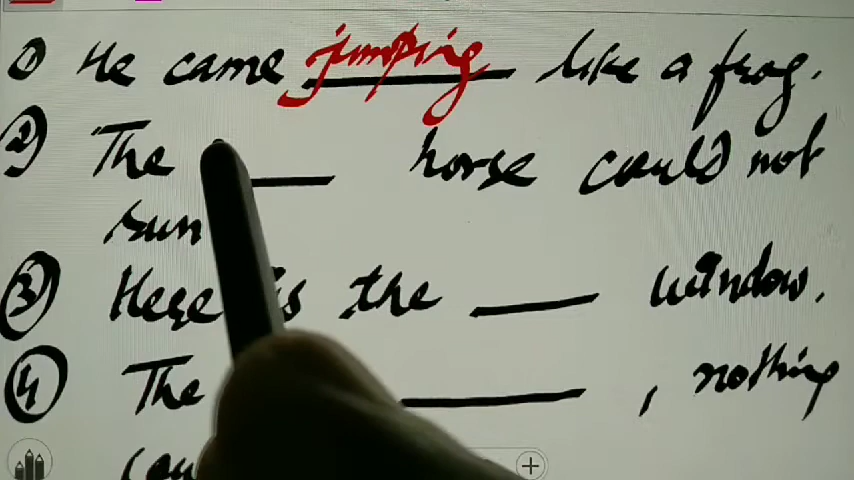 ① He came jumping like a frog.
② The ___ horse could not
run
③ Here is the ___ window.
④ The ___, nothing